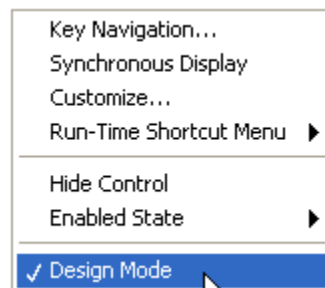 Key Navigation...
Synchronous Display
Customize...
Run-Time Shortcut Menu
Hide Control
Enabled State
Design Mode